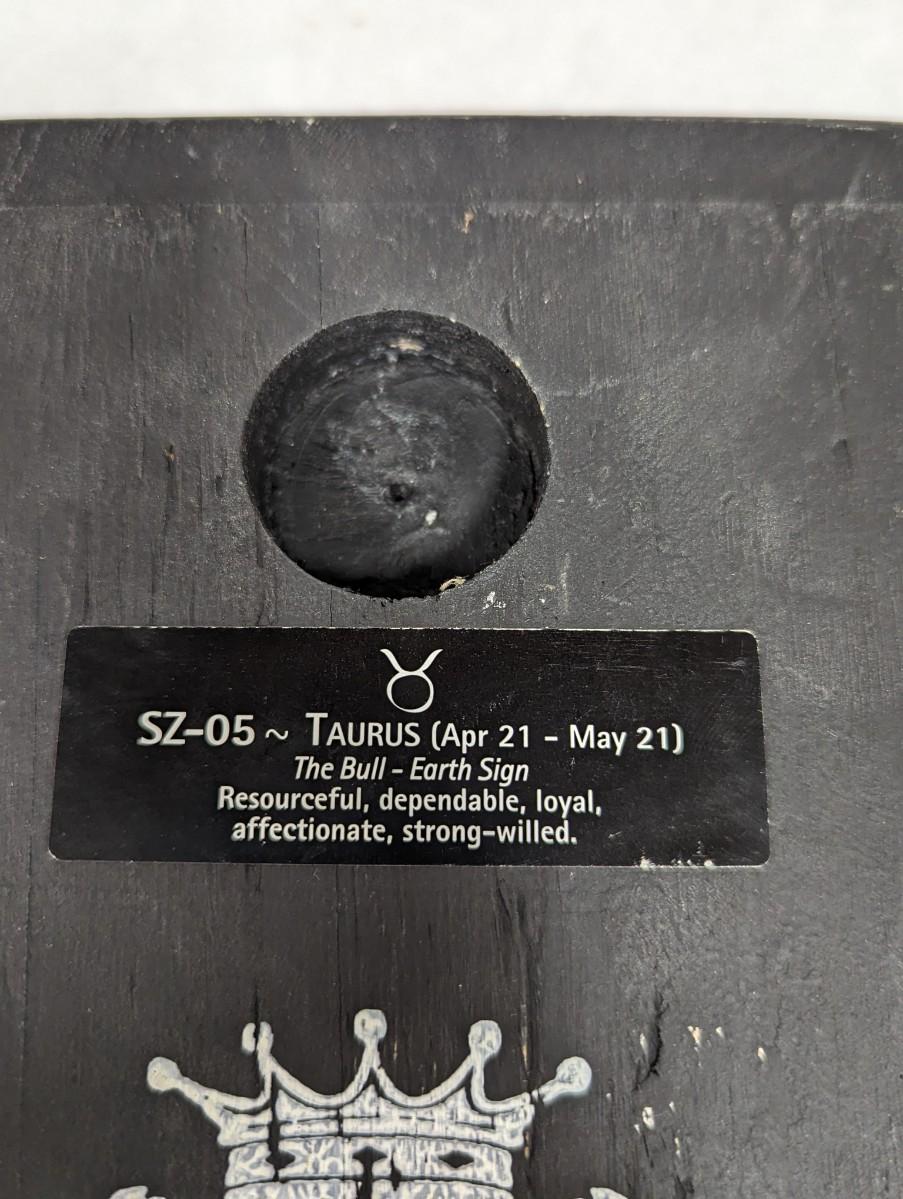 ♉
SZ-05 ~ TAURUS (Apr 21 - May 21)
The Bull - Earth Sign
Resourceful, dependable, loyal,
affectionate, strong-willed.